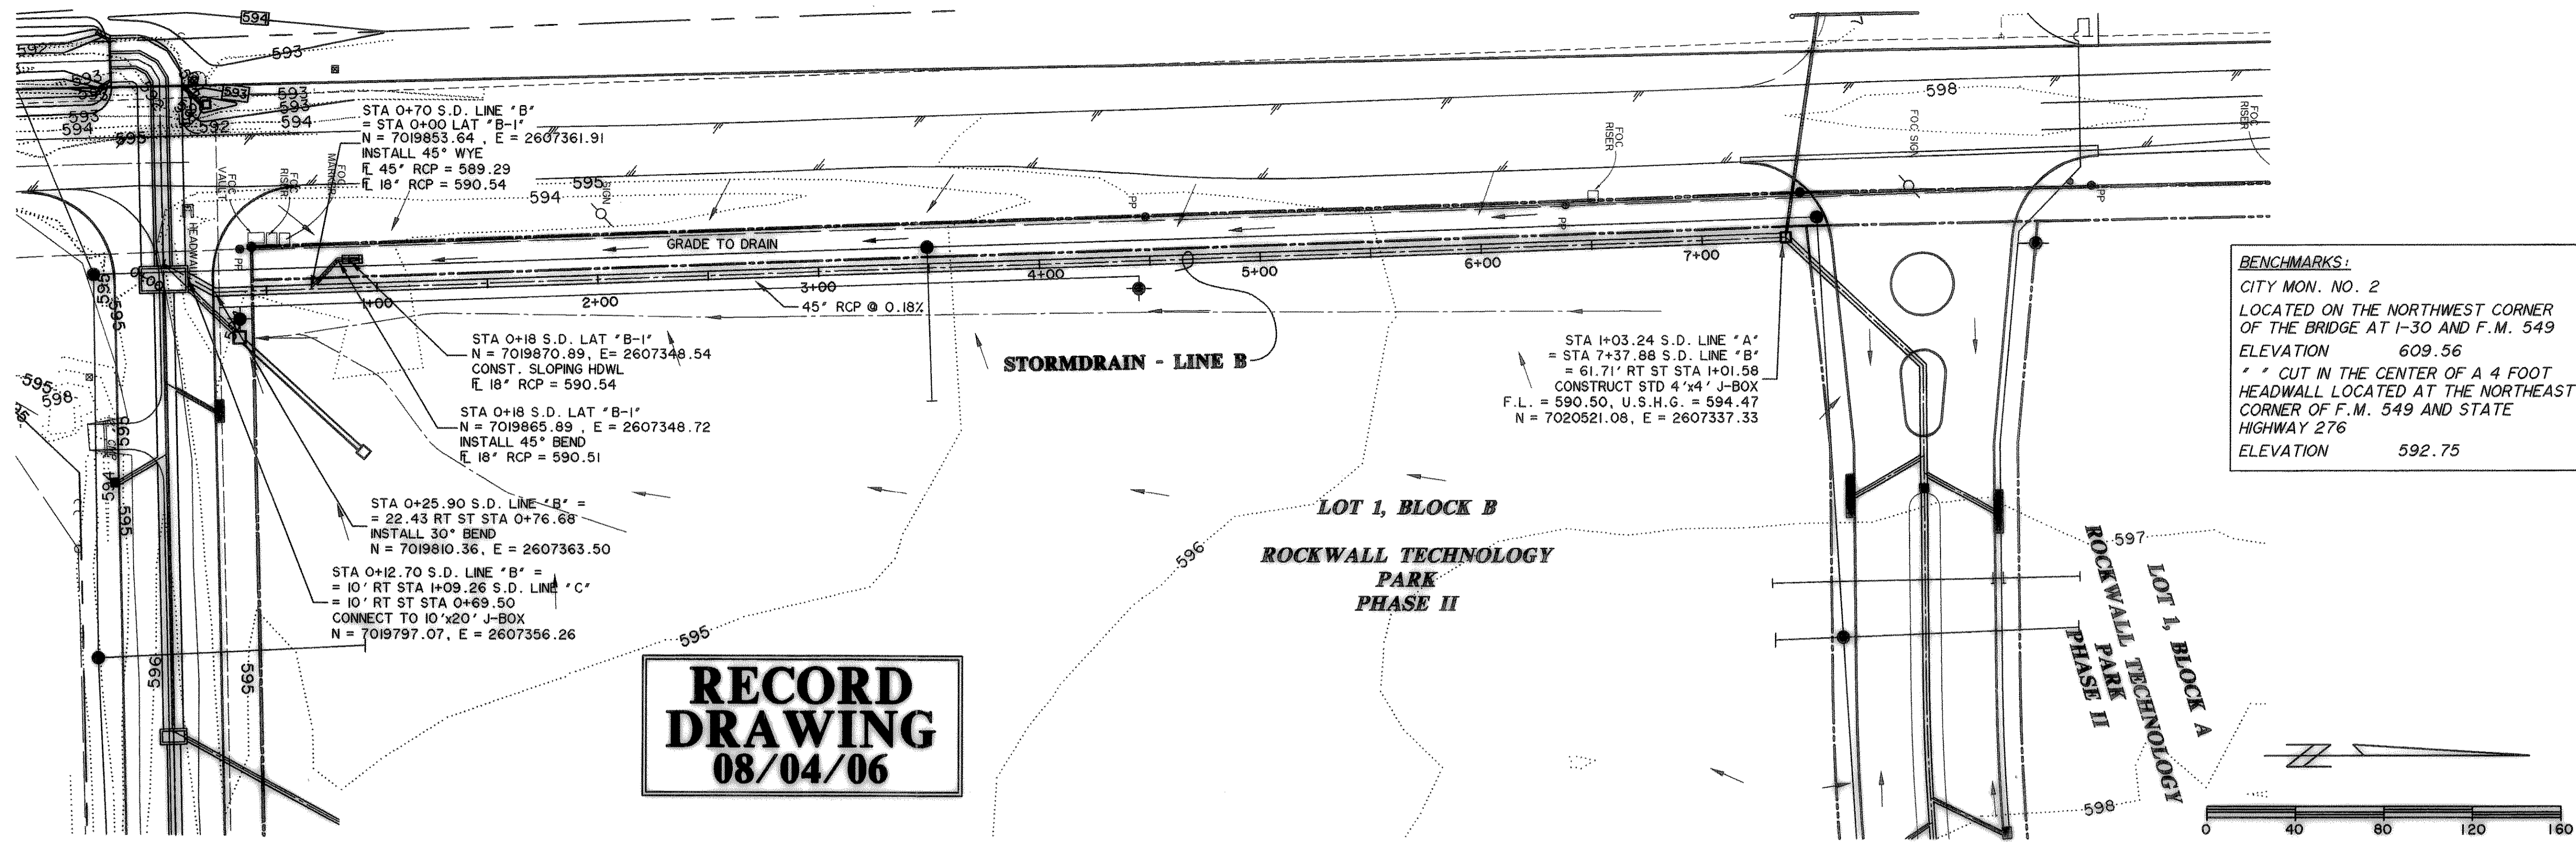 594
593
592
593
593
593
593
593
594
592
594
595
598
STA 0+70 S.D. LINE "B"
= STA 0+00 LAT "B-1"
N = 7019853.64 , E = 2607361.91
INSTALL 45° WYE
FL 45" RCP = 589.29
FL 18" RCP = 590.54
FOC
MARKER
FOC
RISER
FOC
VAULT
595
594
SIGN
FOC
RISER
FOC SIGN
FOC
RISER
PP
PP
PP
PP
HEADWALL
GRADE TO DRAIN
0+00
1+00
2+00
3+00
4+00
5+00
6+00
7+00
45" RCP @ 0.18%
595
595
STA 0+18 S.D. LAT "B-1"
N = 7019870.89, E= 2607348.54
CONST. SLOPING HDWL
FL 18" RCP = 590.54
STORMDRAIN - LINE B
STA 1+03.24 S.D. LINE "A"
= STA 7+37.88 S.D. LINE "B"
= 61.71' RT ST STA 1+01.58
CONSTRUCT STD 4'x4' J-BOX
F.L. = 590.50, U.S.H.G. = 594.47
N = 7020521.08, E = 2607337.33
BENCHMARKS:
CITY MON. NO. 2
LOCATED ON THE NORTHWEST CORNER
OF THE BRIDGE AT I-30 AND F.M. 549
ELEVATION 609.56
" " CUT IN THE CENTER OF A 4 FOOT
HEADWALL LOCATED AT THE NORTHEAST
CORNER OF F.M. 549 AND STATE
HIGHWAY 276
ELEVATION 592.75
STA 0+18 S.D. LAT "B-1"
N = 7019865.89 , E = 2607348.72
INSTALL 45° BEND
FL 18" RCP = 590.51
595
598
595
594
595
STA 0+25.90 S.D. LINE "B" =
= 22.43 RT ST STA 0+76.68
INSTALL 30° BEND
N = 7019810.36, E = 2607363.50
STA 0+12.70 S.D. LINE "B" =
= 10' RT STA 1+09.26 S.D. LINE "C"
= 10' RT ST STA 0+69.50
CONNECT TO 10'x20' J-BOX
N = 7019797.07, E = 2607356.26
LOT 1, BLOCK B
ROCKWALL TECHNOLOGY
PARK
PHASE II
596
597
LOT 1, BLOCK A
ROCKWALL TECHNOLOGY
PARK
PHASE II
596
595
595
598
RECORD
DRAWING
08/04/06
0 40 80 120 160